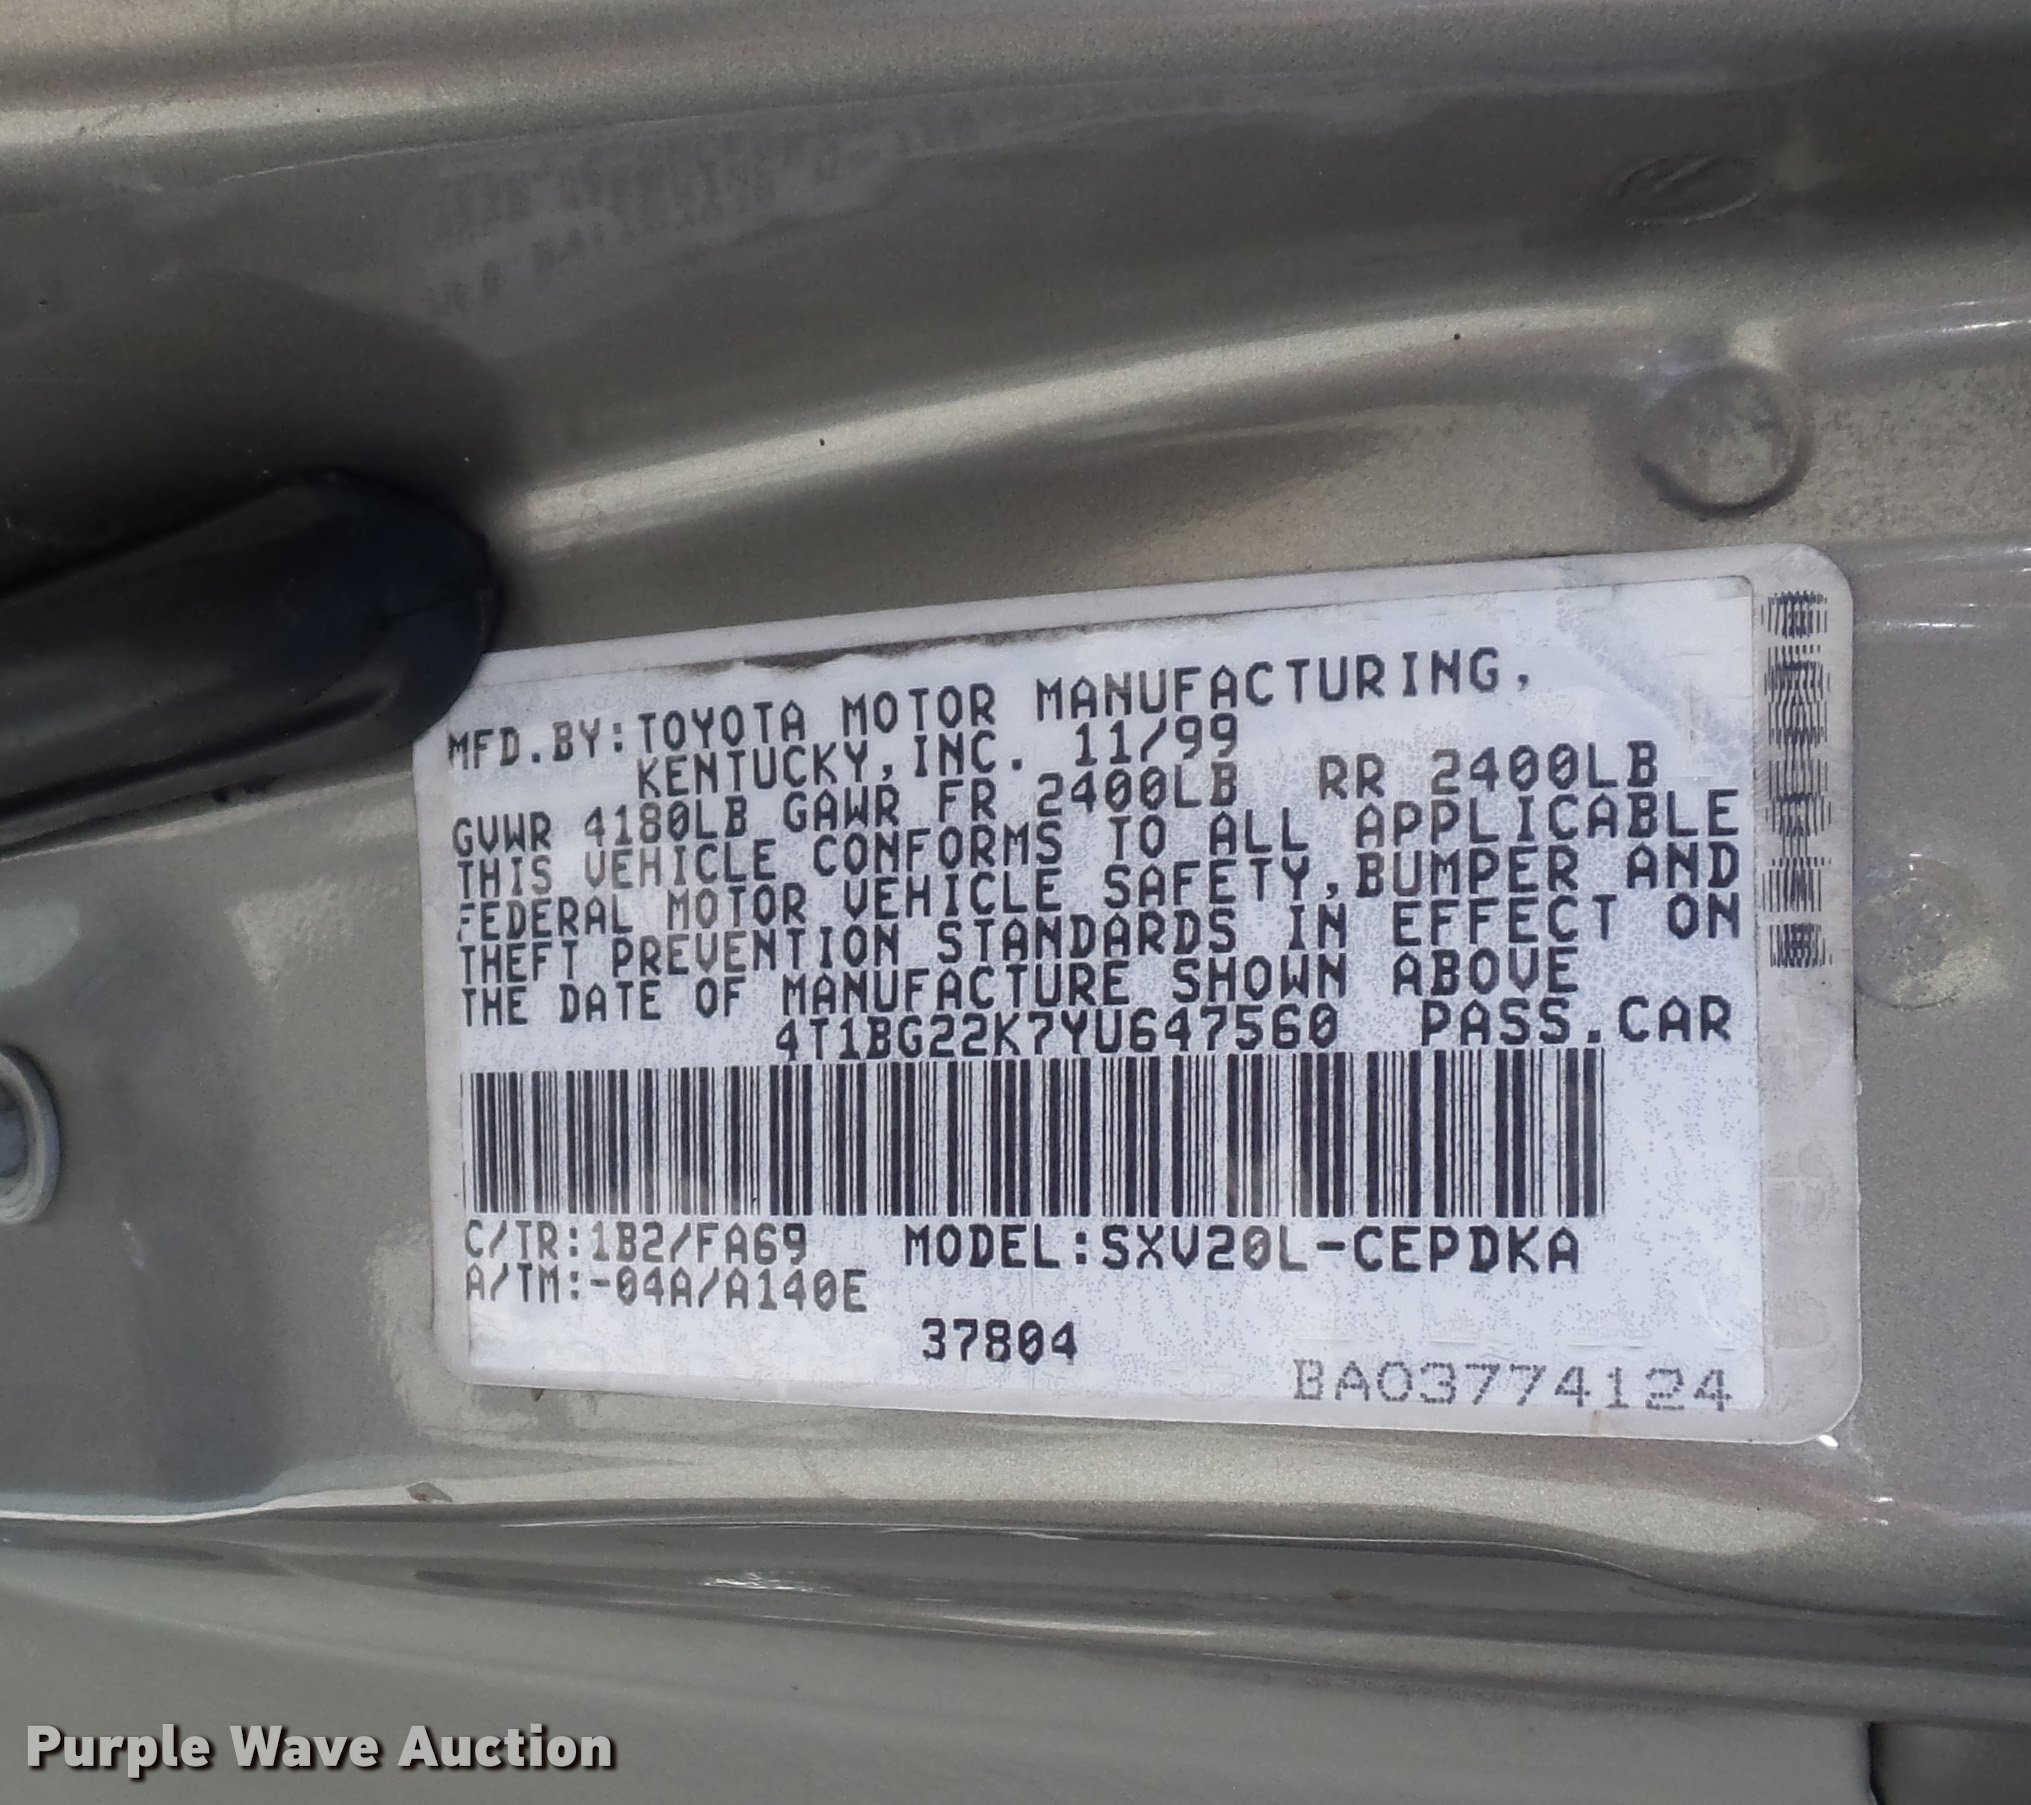 MFD.BY:TOYOTA MOTOR MANUFACTURING,
KENTUCKY,INC. 11/99
GVWR 4180LB GAWR FR 2400LB RR 2400LB
THIS VEHICLE CONFORMS TO ALL APPLICABLE
FEDERAL MOTOR VEHICLE SAFETY,BUMPER AND
THEFT PREVENTION STANDARDS IN EFFECT ON
THE DATE OF MANUFACTURE SHOWN ABOVE
4T1BG22K7YU647560 PASS.CAR
C/TR:1B2/FA69 MODEL:SXV20L-CEPDKA
A/TM:-04A/A140E
37804
BA03774124
Purple Wave Auction